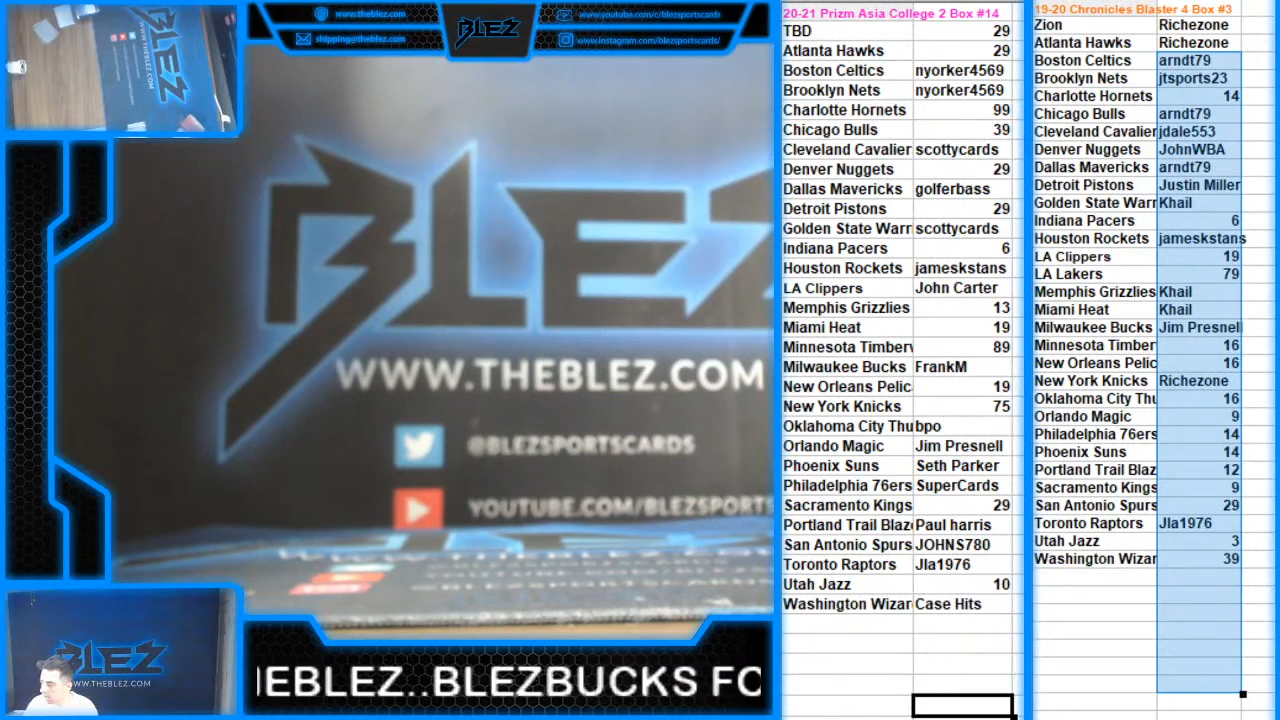 www.theblez.com
shipping@theblez.com
BLEZ
www.youtube.com/c/blezsportscards
www.instagram.com/blezsportscards/
BLEZ
BLEZ
WWW.THEBLEZ.COM
@BLEZSPORTSCARDS
YOUTUBE.COM/BLEZSPORTS
BLEZ
WWW.THEBLEZ.COM
HEBLEZ..BLEZBUCKS FO
20-21 Prizm Asia College 2 Box #14
TBD 29
Atlanta Hawks 29
Boston Celtics nyorker4569
Brooklyn Nets nyorker4569
Charlotte Hornets 99
Chicago Bulls 39
Cleveland Cavalier scottycards
Denver Nuggets 29
Dallas Mavericks golferbass
Detroit Pistons 29
Golden State Warr scottycards
Indiana Pacers 6
Houston Rockets jameskstans
LA Clippers John Carter
Memphis Grizzlies 13
Miami Heat 19
Minnesota Timberv 89
Milwaukee Bucks FrankM
New Orleans Pelic 19
New York Knicks 75
Oklahoma City Thu bpo
Orlando Magic Jim Presnell
Phoenix Suns Seth Parker
Philadelphia 76ers SuperCards
Sacramento Kings 29
Portland Trail Blaze Paul harris
San Antonio Spurs JOHNS780
Toronto Raptors Jla1976
Utah Jazz 10
Washington Wizar Case Hits
19-20 Chronicles Blaster 4 Box #3
Zion Richezone
Atlanta Hawks Richezone
Boston Celtics arndt79
Brooklyn Nets jtsports23
Charlotte Hornets 14
Chicago Bulls arndt79
Cleveland Cavalier jdale553
Denver Nuggets JohnWBA
Dallas Mavericks arndt79
Detroit Pistons Justin Miller
Golden State Warr Khail
Indiana Pacers 6
Houston Rockets jameskstans
LA Clippers 19
LA Lakers 79
Memphis Grizzlies Khail
Miami Heat Khail
Milwaukee Bucks Jim Presnell
Minnesota Timber 16
New Orleans Pelic 16
New York Knicks Richezone
Oklahoma City Thu 16
Orlando Magic 9
Philadelphia 76ers 14
Phoenix Suns 14
Portland Trail Blaz 12
Sacramento Kings 9
San Antonio Spurs 29
Toronto Raptors Jla1976
Utah Jazz 3
Washington Wizar 39